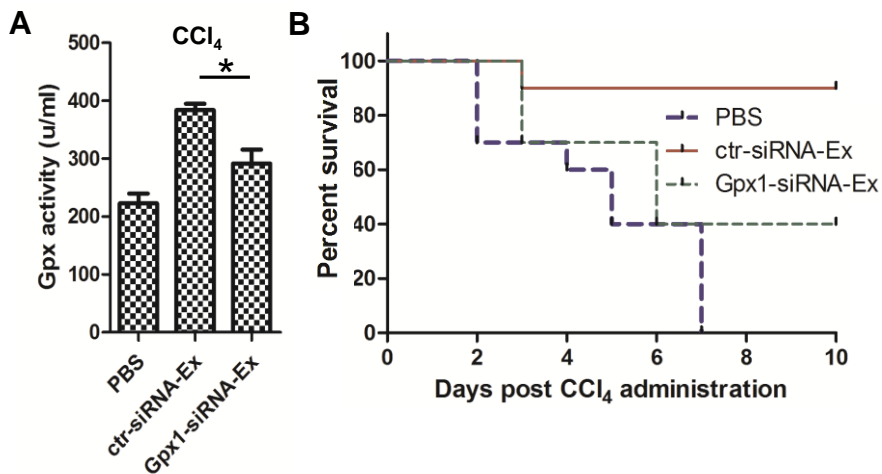 A
CCl4
*
Gpx activity (u/ml)
500
400
300
200
100
0
PBS
ctr-siRNA-Ex
Gpx1-siRNA-Ex
B
Percent survival
100
80
60
40
20
0
0 2 4 6 8 10
Days post CCl4 administration
PBS
ctr-siRNA-Ex
Gpx1-siRNA-Ex